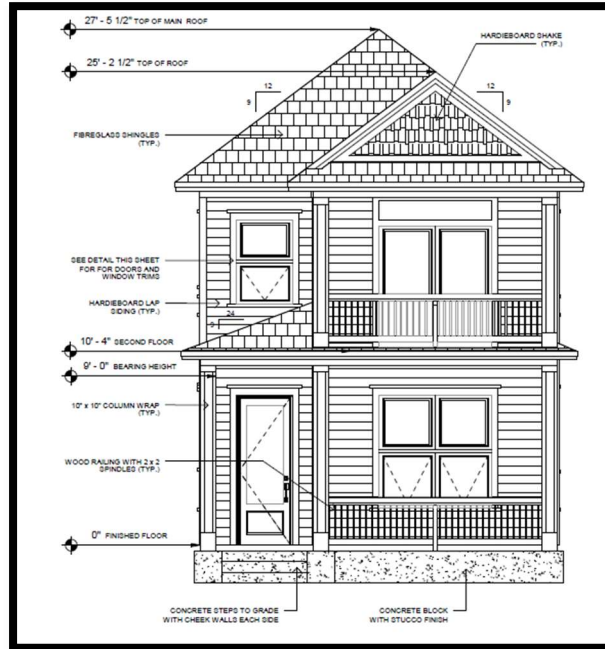 27' - 5 1/2" TOP OF MAIN ROOF
HARDIEBOARD SHAKE
(TYP.)
25' - 2 1/2" TOP OF ROOF
12
9
12
9
FIBREGLASS SHINGLES
(TYP.)
SEE DETAIL THIS SHEET
FOR FOR DOORS AND
WINDOW TRIMS
HARDIEBOARD LAP
SIDING (TYP.)
24
10' - 4" SECOND FLOOR
9' - 0" BEARING HEIGHT
10" x 10" COLUMN WRAP
(TYP.)
WOOD RAILING WITH 2 x 2
SPINDLES (TYP.)
0" FINISHED FLOOR
CONCRETE STEPS TO GRADE
WITH CHEEK WALLS EACH SIDE
CONCRETE BLOCK
WITH STUCCO FINISH